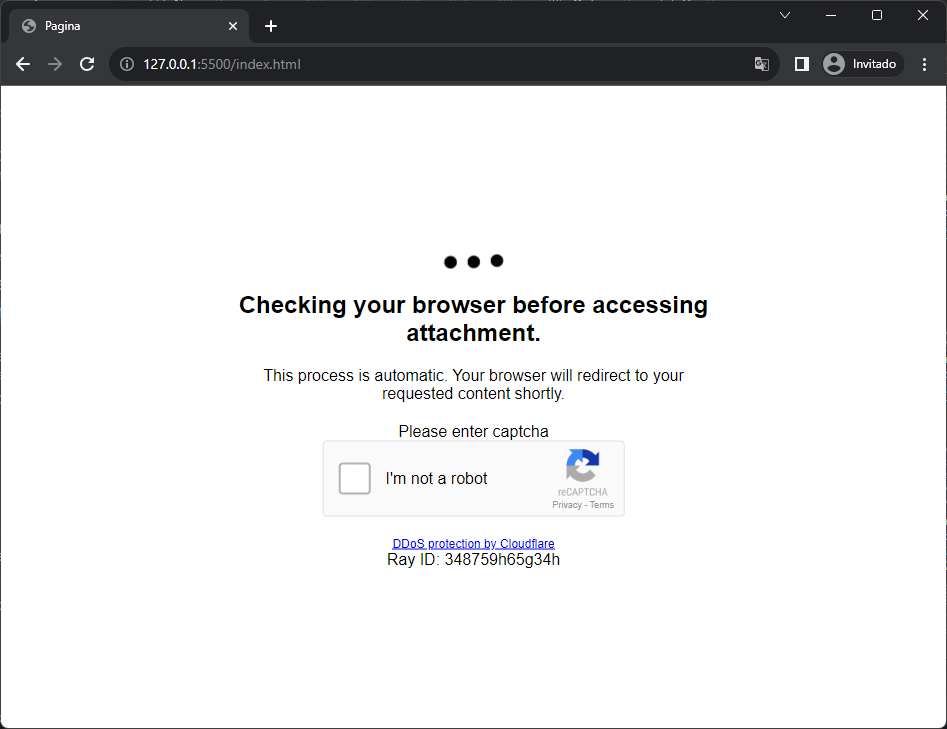 Pagina
127.0.0.1:5500/index.html
Invitado
Checking your browser before accessing
attachment.
This process is automatic. Your browser will redirect to your
requested content shortly.
Please enter captcha
I'm not a robot
reCAPTCHA
Privacy - Terms
DDoS protection by Cloudflare
Ray ID: 348759h65g34h